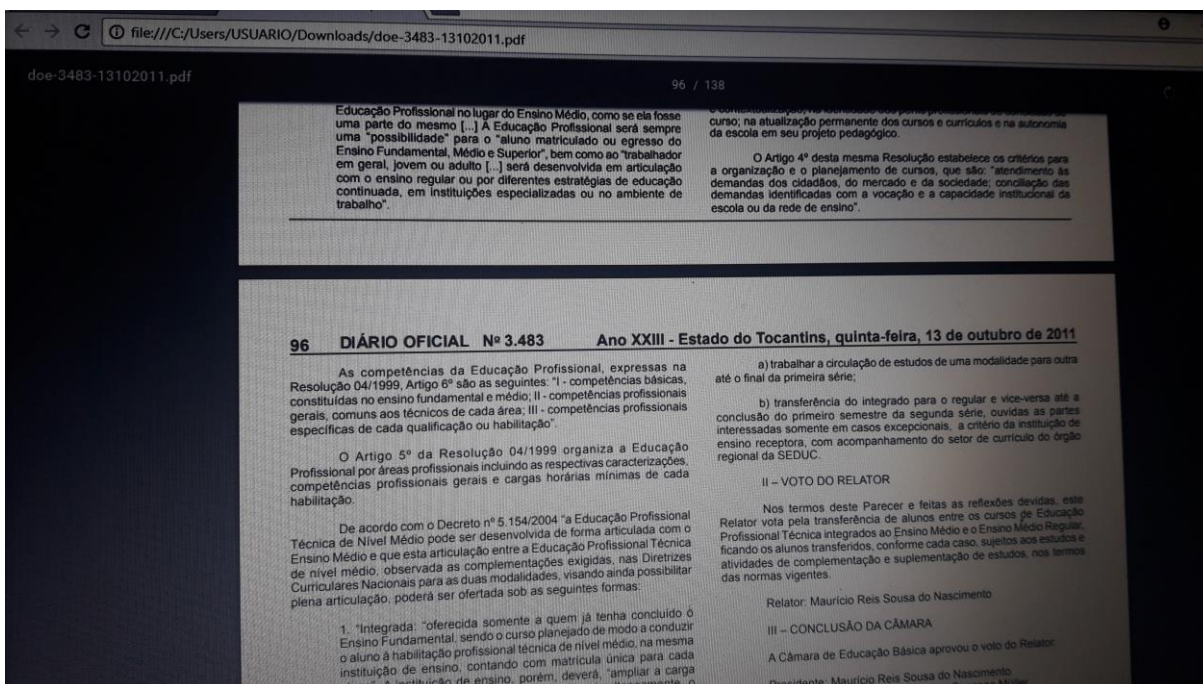 file:///C:/Users/USUARIO/Downloads/doe-3483-13102011.pdf
doe-3483-13102011.pdf
96 / 138
Educação Profissional no lugar do Ensino Médio, como se ela fosse
uma parte do mesmo [...] A Educação Profissional será sempre
uma "possibilidade" para o "aluno matriculado ou egresso do
Ensino Fundamental, Médio e Superior", bem como ao "trabalhador
em geral, jovem ou adulto [...] será desenvolvida em articulação
com o ensino regular ou por diferentes estratégias de educação
continuada, em instituições especializadas ou no ambiente de
trabalho".
curso; na atualização permanente dos cursos e currículos e na autonomia
da escola em seu projeto pedagógico.
O Artigo 4º desta mesma Resolução estabelece os critérios para
a organização e o planejamento de cursos, que são: "atendimento às
demandas dos cidadãos, do mercado e da sociedade; conciliação das
demandas identificadas com a vocação e a capacidade institucional da
escola ou da rede de ensino".
96 DIÁRIO OFICIAL Nº 3.483 Ano XXIII - Estado do Tocantins, quinta-feira, 13 de outubro de 2011
As competências da Educação Profissional, expressas na
Resolução 04/1999, Artigo 6º são as seguintes: "I - competências básicas,
constituídas no ensino fundamental e médio; II - competências profissionais
gerais, comuns aos técnicos de cada área; III - competências profissionais
específicas de cada qualificação ou habilitação".
O Artigo 5º da Resolução 04/1999 organiza a Educação
Profissional por áreas profissionais incluindo as respectivas caracterizações,
competências profissionais gerais e cargas horárias mínimas de cada
habilitação.
De acordo com o Decreto nº 5.154/2004 "a Educação Profissional
Técnica de Nível Médio pode ser desenvolvida de forma articulada com o
Ensino Médio e que esta articulação entre a Educação Profissional Técnica
de nível médio, observada as complementações exigidas, nas Diretrizes
Curriculares Nacionais para as duas modalidades, visando ainda possibilitar
plena articulação, poderá ser ofertada sob as seguintes formas:
1. "Integrada: "oferecida somente a quem já tenha concluído o
Ensino Fundamental, sendo o curso planejado de modo a conduzir
o aluno à habilitação profissional técnica de nível médio, na mesma
instituição de ensino, contando com matrícula única para cada
instituição de ensino, porém, deverá, "ampliar a carga
a) trabalhar a circulação de estudos de uma modalidade para outra
até o final da primeira série;
b) transferência do integrado para o regular e vice-versa até a
conclusão do primeiro semestre da segunda série, ouvidas as partes
interessadas somente em casos excepcionais, a critério da instituição de
ensino receptora, com acompanhamento do setor de currículo do órgão
regional da SEDUC.
II – VOTO DO RELATOR
Nos termos deste Parecer e feitas as reflexões devidas, este
Relator vota pela transferência de alunos entre os cursos de Educação
Profissional Técnica integrados ao Ensino Médio e o Ensino Médio Regular,
ficando os alunos transferidos, conforme cada caso, sujeitos aos estudos e
atividades de complementação e suplementação de estudos, nos termos
das normas vigentes.
Relator: Maurício Reis Sousa do Nascimento
III – CONCLUSÃO DA CÂMARA
A Câmara de Educação Básica aprovou o voto do Relator
Presidente: Maurício Reis Sousa do Nascimento